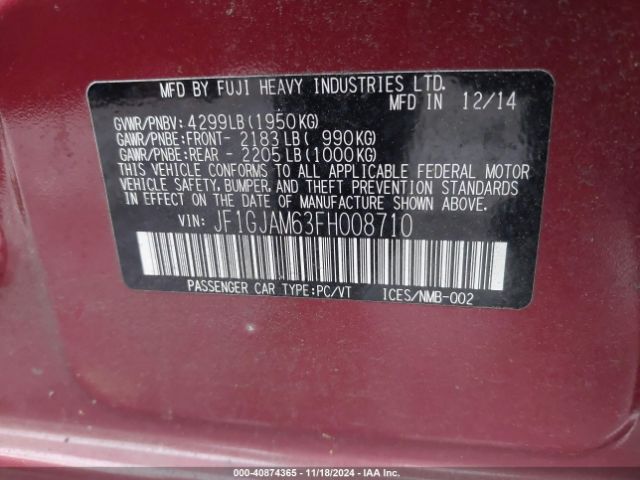 MFD BY FUJI HEAVY INDUSTRIES LTD.
MFD IN 12/14
GVWR/PNBV: 4299LB(1950KG)
GAWR/PNBE:FRONT- 2183LB( 990KG)
GAWR/PNBE:REAR - 2205LB(1000KG)
THIS VEHICLE CONFORMS TO ALL APPLICABLE FEDERAL MOTOR
VEHICLE SAFETY, BUMPER, AND THEFT PREVENTION STANDARDS
IN EFFECT ON THE DATE OF MANUFACTURE SHOWN ABOVE.
VIN: JF1GJAM63FH008710
PASSENGER CAR TYPE:PC/VT ICES/NMB-002
000-40874365 - 11/18/2024 - IAA Inc.